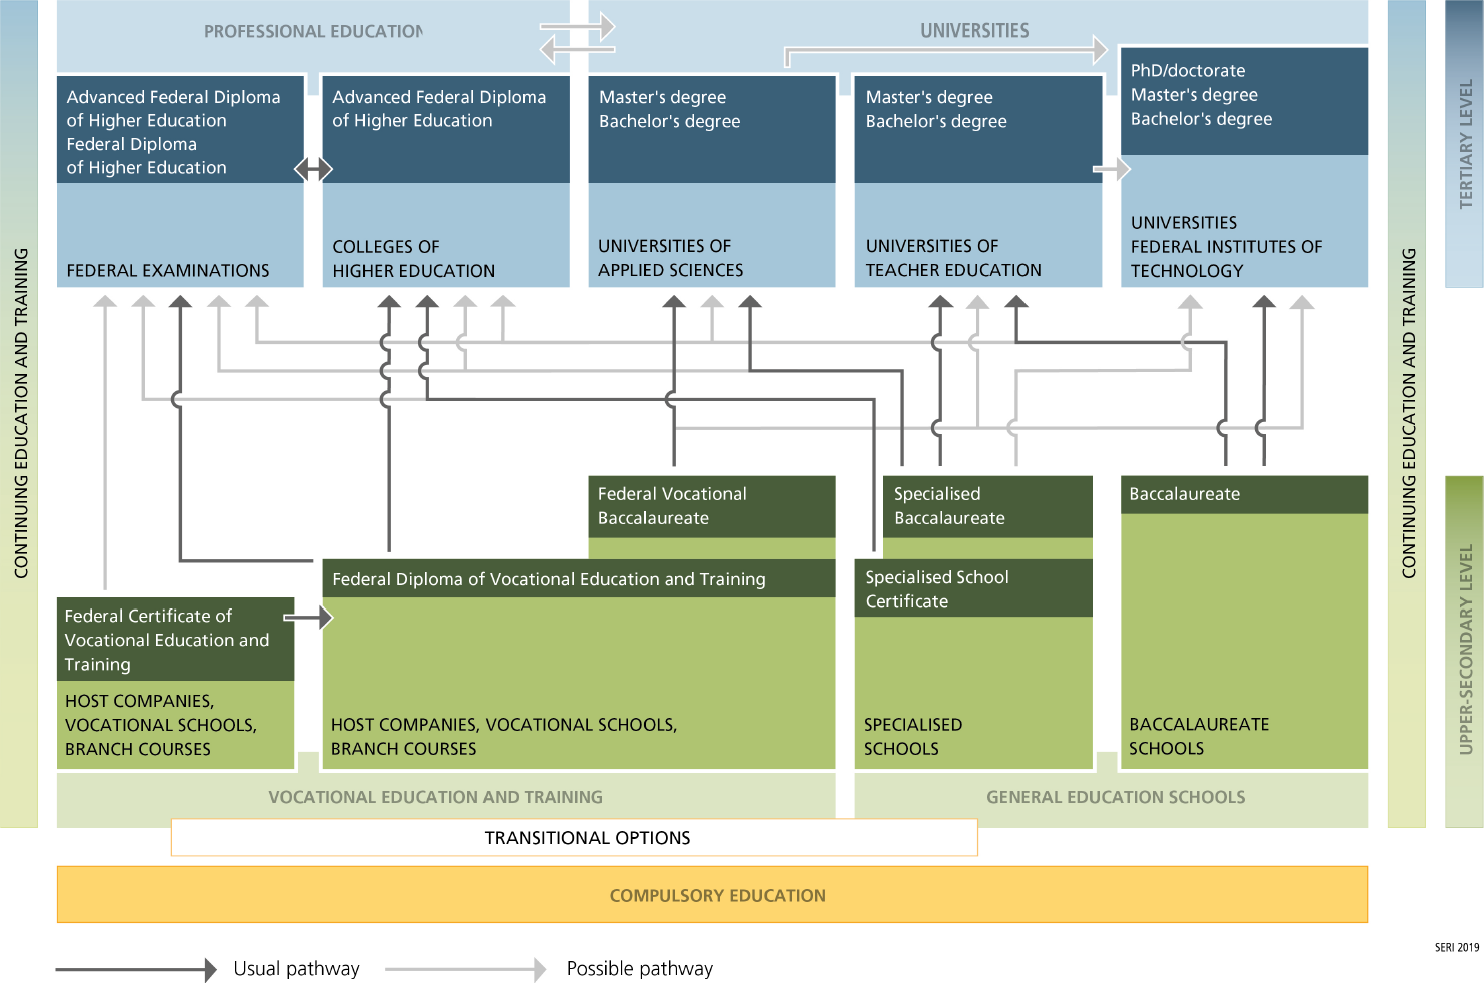 PROFESSIONAL EDUCATION
UNIVERSITIES
Advanced Federal Diploma
of Higher Education
Federal Diploma
of Higher Education
FEDERAL EXAMINATIONS
Advanced Federal Diploma
of Higher Education
COLLEGES OF
HIGHER EDUCATION
Master's degree
Bachelor's degree
UNIVERSITIES OF
APPLIED SCIENCES
Master's degree
Bachelor's degree
UNIVERSITIES OF
TEACHER EDUCATION
PhD/doctorate
Master's degree
Bachelor's degree
UNIVERSITIES
FEDERAL INSTITUTES OF
TECHNOLOGY
CONTINUING EDUCATION AND TRAINING
CONTINUING EDUCATION AND TRAINING
TERTIARY LEVEL
UPPER-SECONDARY LEVEL
Federal Vocational
Baccalaureate
Specialised
Baccalaureate
Baccalaureate
Federal Diploma of Vocational Education and Training
Specialised School
Certificate
Federal Certificate of
Vocational Education and
Training
HOST COMPANIES,
VOCATIONAL SCHOOLS,
BRANCH COURSES
HOST COMPANIES, VOCATIONAL SCHOOLS,
BRANCH COURSES
SPECIALISED
SCHOOLS
BACCALAUREATE
SCHOOLS
VOCATIONAL EDUCATION AND TRAINING
GENERAL EDUCATION SCHOOLS
TRANSITIONAL OPTIONS
COMPULSORY EDUCATION
Usual pathway
Possible pathway
SERI 2019